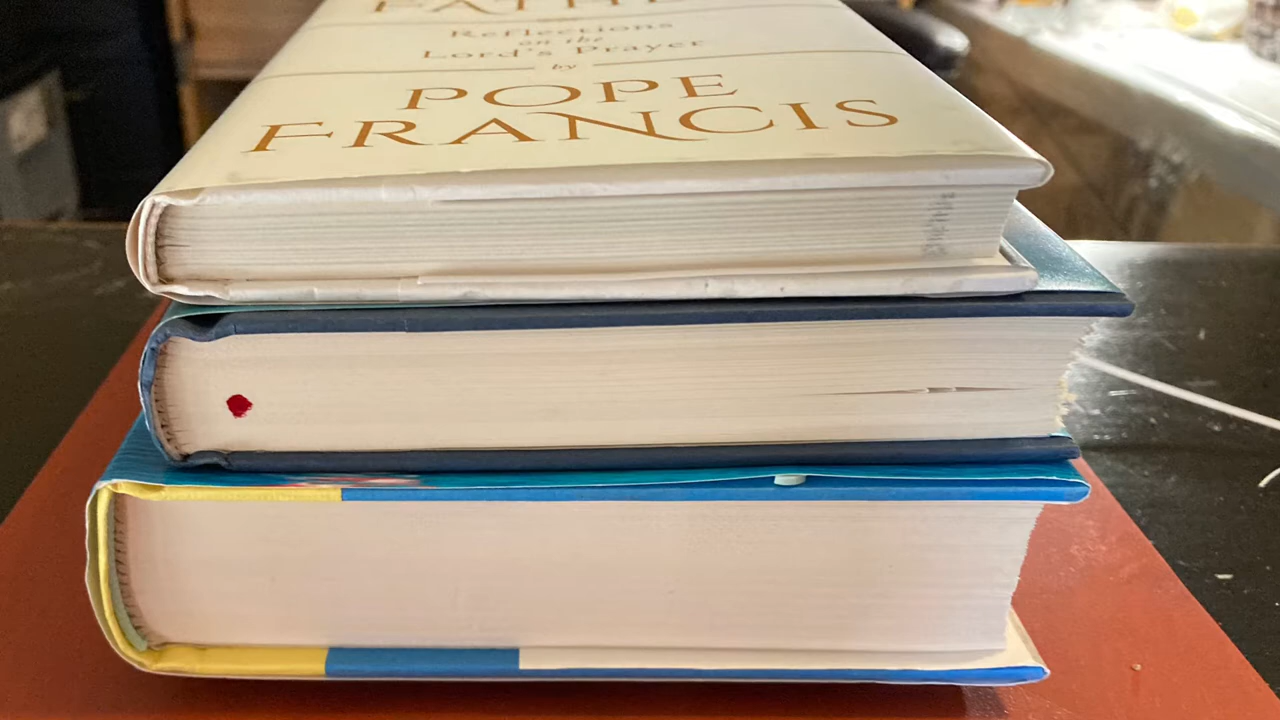 Reflections
on the
Lord's Prayer
by
POPE
FRANCIS